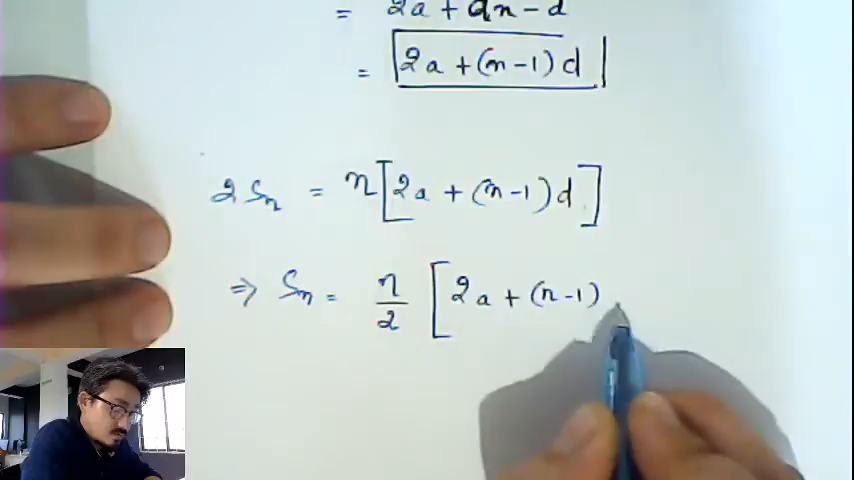 = 2a + dn - d
= 2a + (n-1) d
2Sn = n[2a + (n-1) d]
⇒ Sn = n/2 [2a + (n-1)